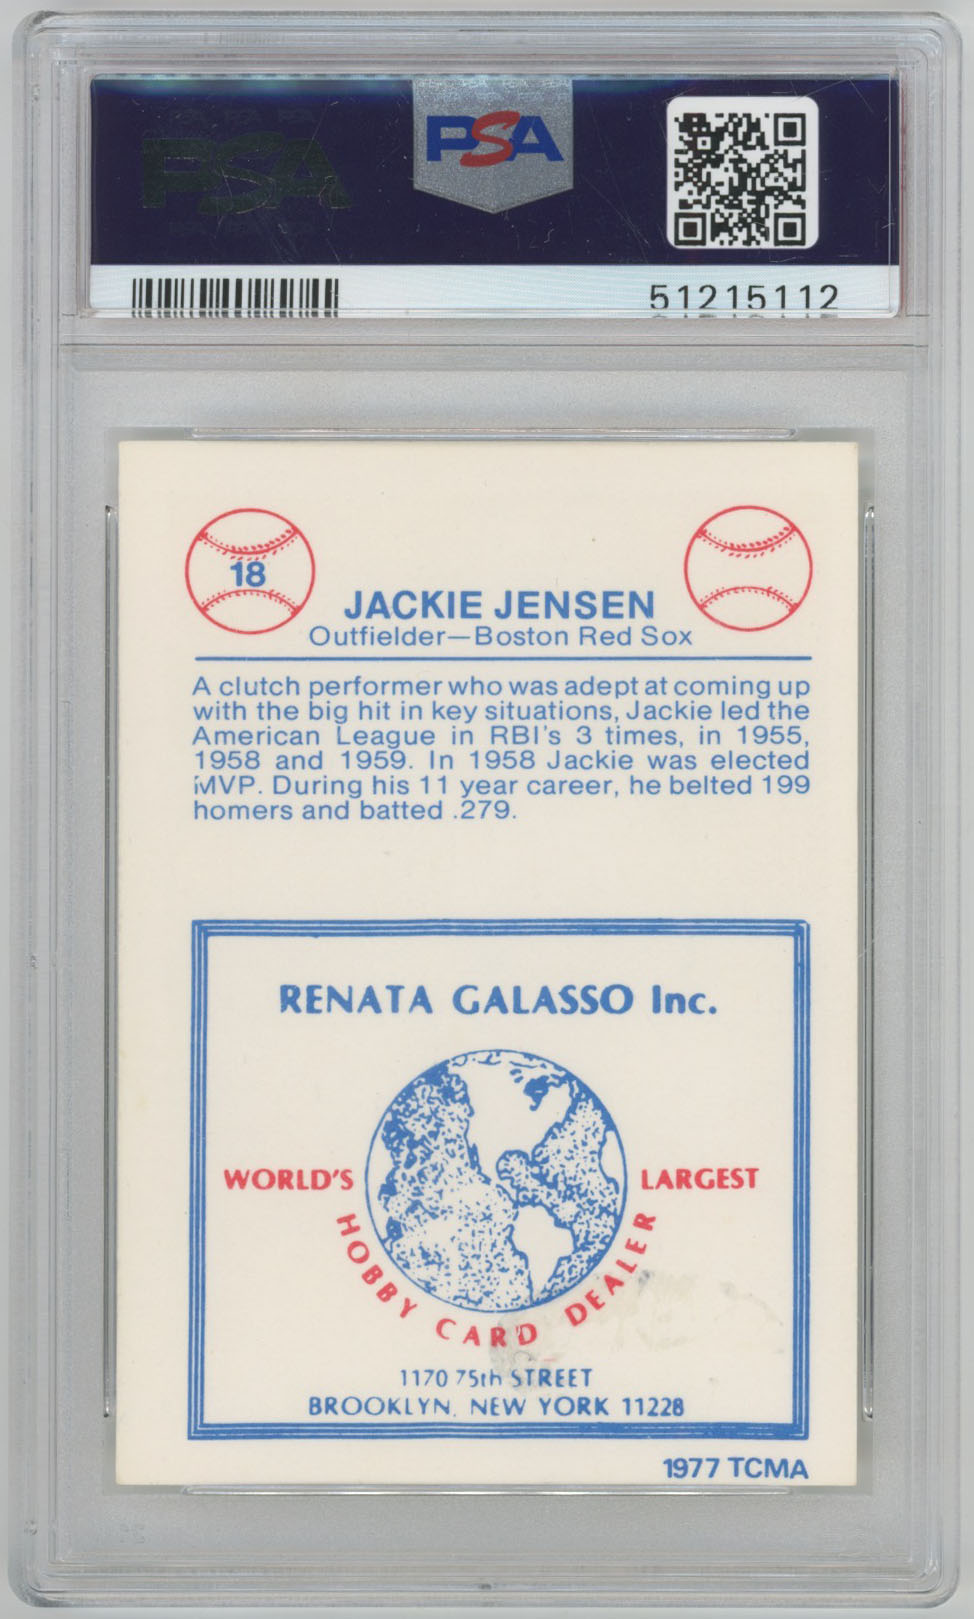 PSA
PSA
51215112
18
JACKIE JENSEN
Outfielder—Boston Red Sox
A clutch performer who was adept at coming up
with the big hit in key situations, Jackie led the
American League in RBI's 3 times, in 1955,
1958 and 1959. In 1958 Jackie was elected
MVP. During his 11 year career, he belted 199
homers and batted .279.
RENATA GALASSO Inc.
WORLD'S LARGEST
HOBBY CARD DEALER
1170 75th STREET
BROOKLYN, NEW YORK 11228
1977 TCMA